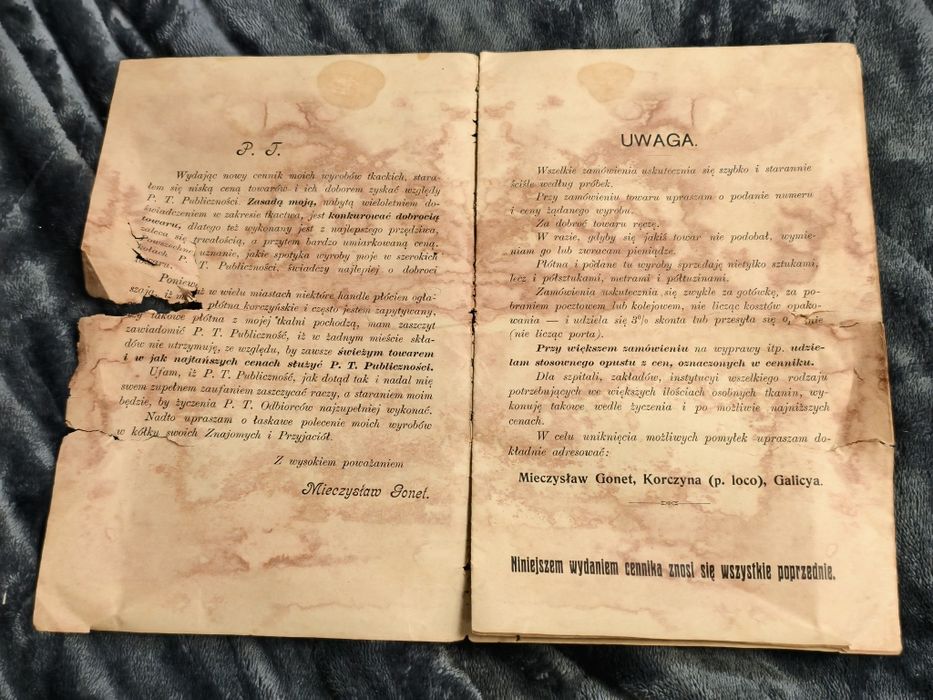 P. T.
Wydając nowy cennik moich wyrobów tkackich, stara-
łem się niską ceną towarów i ich doborem zyskać względy
P. T. Publiczności. Zasadą moją, nabytą wieloletniem do-
świadczeniem w zakresie tkactwa, jest konkurować dobrocią
towaru, dlatego też wykonany jest z najlepszego przędziwa,
zaleca się trwałością, a przytem bardzo umiarkowaną ceną.
Powszechne uznanie, jakie spotyka wyroby moje w szerokich
kołach P. T. Publiczności, świadczy najlepiej o dobroci
Poniew
w wielu miastach niektóre handle płócien ogła-
szają, iż płótna korczyńskie i często jestem zapytywany,
takowe płótna z mojej tkalni pochodzą, mam zaszczyt
zawiadomić P. T. Publiczność, iż w żadnym mieście skła-
dów nie utrzymuję, ze względu, by zawsze świeżym towarem
i w jak najtańszych cenach służyć P. T. Publiczności.
Ufam, iż P. T. Publiczność, jak dotąd tak i nadal mię
swem zupełnem zaufaniem zaszczycać raczy, a staraniem moim
będzie, by życzenia P. T. Odbiorców najzupełniej wykonać.
Nadto upraszam o łaskawe polecenie moich wyrobów
w kółku swoich Znajomych i Przyjaciół.
Z wysokiem poważaniem
Mieczysław Gonet.
UWAGA.
Wszelkie zamówienia uskutecznia się szybko i starannie
ściśle według próbek.
Przy zamówieniu towaru upraszam o podanie numeru
i ceny żądanego wyrobu.
Za dobroć towaru ręczę.
W razie, gdyby się jakiś towar nie podobał, wymie-
niam go lub zwracam pieniądze.
Płótna i podane tu wyroby sprzedaję nietylko sztukami,
lecz i półsztukami, metrami i półtuzinami.
Zamówienia uskutecznia się zwykle za gotówkę, za po-
braniem pocztowem lub kolejowem, nie licząc kosztów opako-
wania — i udziela się 3% skonta lub przesyła się
(nie licząc porta).
Przy większem zamówieniu na wyprawy itp. udzie-
lam stosownego opustu z cen, oznaczonych w cenniku.
Dla szpitali, zakładów, instytucyi wszelkiego rodzaju
potrzebujących we większych ilościach osobnych tkanin, wy-
konuję takowe wedle życzenia i po możliwie najniższych
cenach.
W celu uniknięcia możliwych pomyłek upraszam do-
kładnie adresować:
Mieczysław Gonet, Korczyna (p. loco), Galicya.
Niniejszem wydaniem cennika znosi się wszystkie poprzednie.